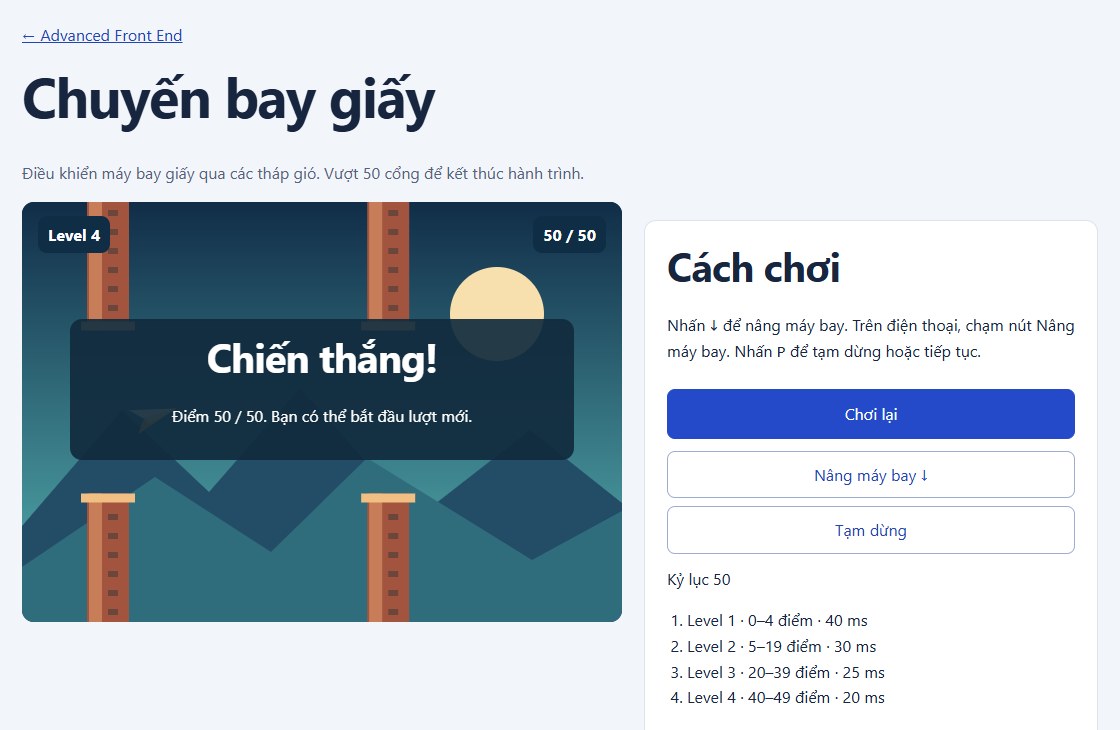 ← Advanced Front End
Chuyến bay giấy
Điều khiển máy bay giấy qua các tháp gió. Vượt 50 cổng để kết thúc hành trình.
Level 4
50 / 50
Chiến thắng!
Điểm 50 / 50. Bạn có thể bắt đầu lượt mới.
Cách chơi
Nhấn ↓ để nâng máy bay. Trên điện thoại, chạm nút Nâng
máy bay. Nhấn P để tạm dừng hoặc tiếp tục.
Chơi lại
Nâng máy bay ↓
Tạm dừng
Kỷ lục 50
1. Level 1 · 0–4 điểm · 40 ms
2. Level 2 · 5–19 điểm · 30 ms
3. Level 3 · 20–39 điểm · 25 ms
4. Level 4 · 40–49 điểm · 20 ms